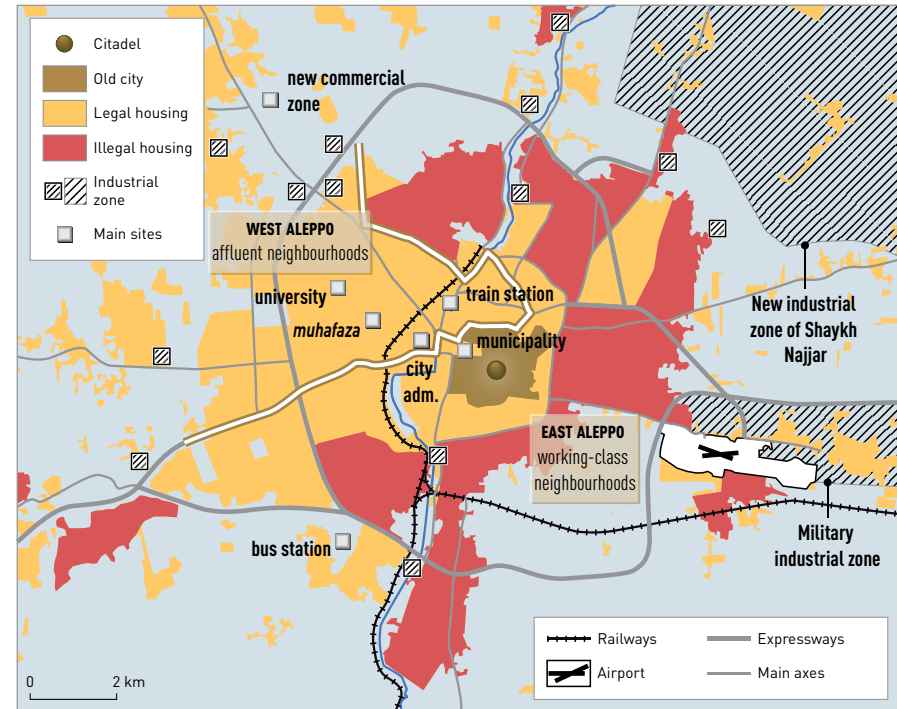 Citadel
Old city
Legal housing
Illegal housing
Industrial
zone
Main sites
new commercial
zone
WEST ALEPPO
affluent neighbourhoods
university
muhafaza
train station
municipality
city
adm.
New industrial
zone of Shaykh
Najjar
EAST ALEPPO
working-class
neighbourhoods
bus station
Military
industrial zone
0 2 km
Railways
Expressways
Airport
Main axes